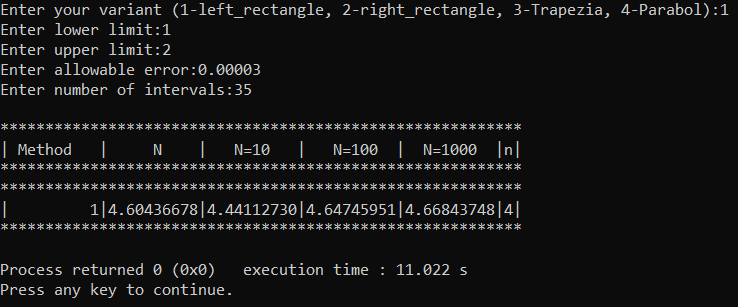 Enter your variant (1-left_rectangle, 2-right_rectangle, 3-Trapezia, 4-Parabol):1
Enter lower limit:1
Enter upper limit:2
Enter allowable error:0.00003
Enter number of intervals:35
**********************************************************
| Method   |     N    |   N=10   |   N=100  |  N=1000  |n|
**********************************************************
**********************************************************
|         1|4.60436678|4.44112730|4.64745951|4.66843748|4|
**********************************************************
Process returned 0 (0x0)   execution time : 11.022 s
Press any key to continue.